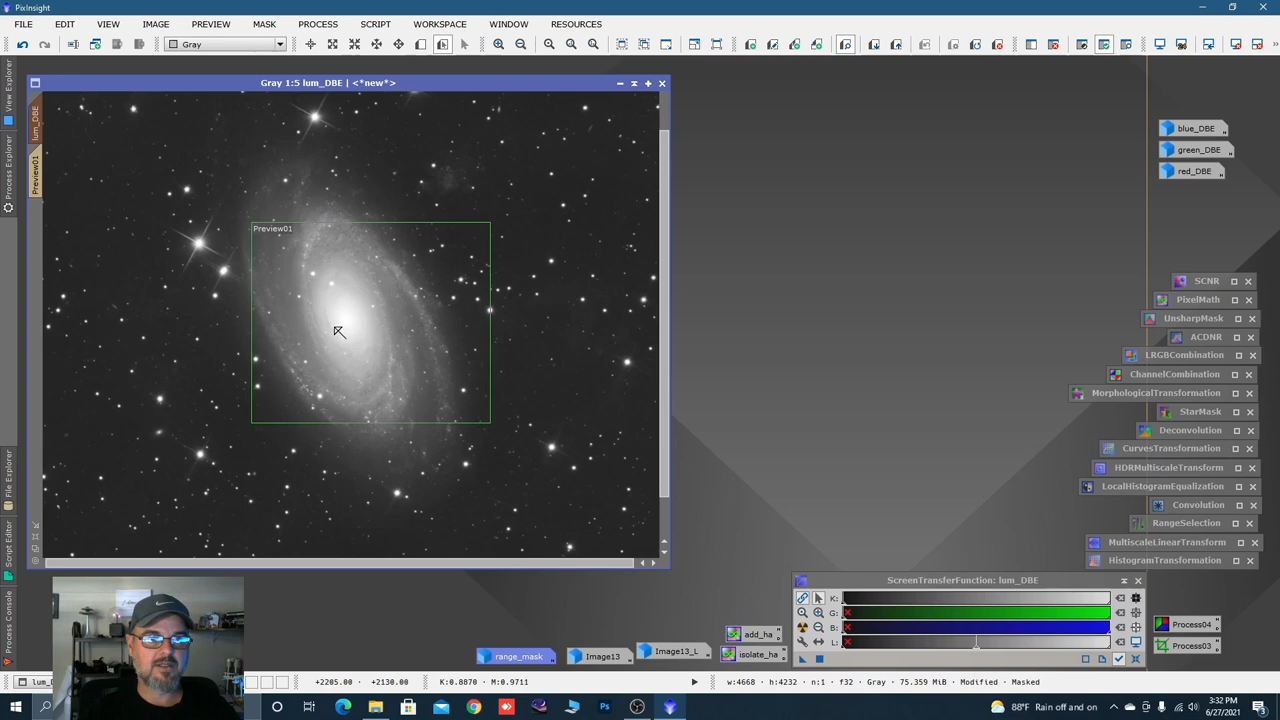 PixInsight
FILE EDIT VIEW IMAGE PREVIEW MASK PROCESS SCRIPT WORKSPACE WINDOW RESOURCES
Gray
View Explorer
Process Explorer
File Explorer
Script Editor
Process Console
Gray 1:5 lum_DBE | <*new*>
lum_DBE
Preview01
Preview01
blue_DBE
green_DBE
red_DBE
SCNR
PixelMath
UnsharpMask
ACDNR
LRGBCombination
ChannelCombination
MorphologicalTransformation
StarMask
Deconvolution
CurvesTransformation
HDRMultiscaleTransform
LocalHistogramEqualization
Convolution
RangeSelection
MultiscaleLinearTransform
HistogramTransformation
ScreenTransferFunction: lum_DBE
K:
G:
B:
L:
range_mask
Image13
Image13_L
add_ha
isolate_ha
Process04
Process03
lum_D
+2205.00 +2130.00 K:0.8870 M:0.9711 w:4668 · h:4232 · n:1 · f32 · Gray · 75.359 MiB · Modified · Masked
88°F Rain off and on
3:32 PM
6/27/2021